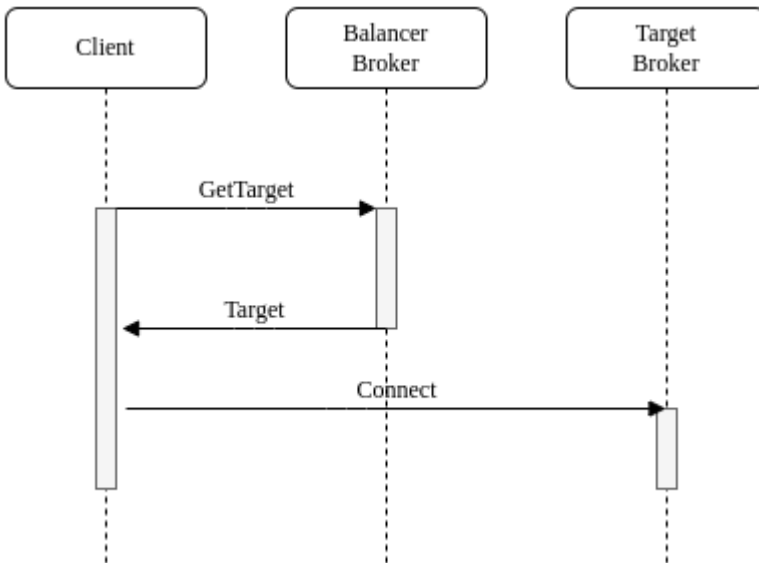 Client
Balancer
Broker
Target
Broker
GetTarget
Target
Connect